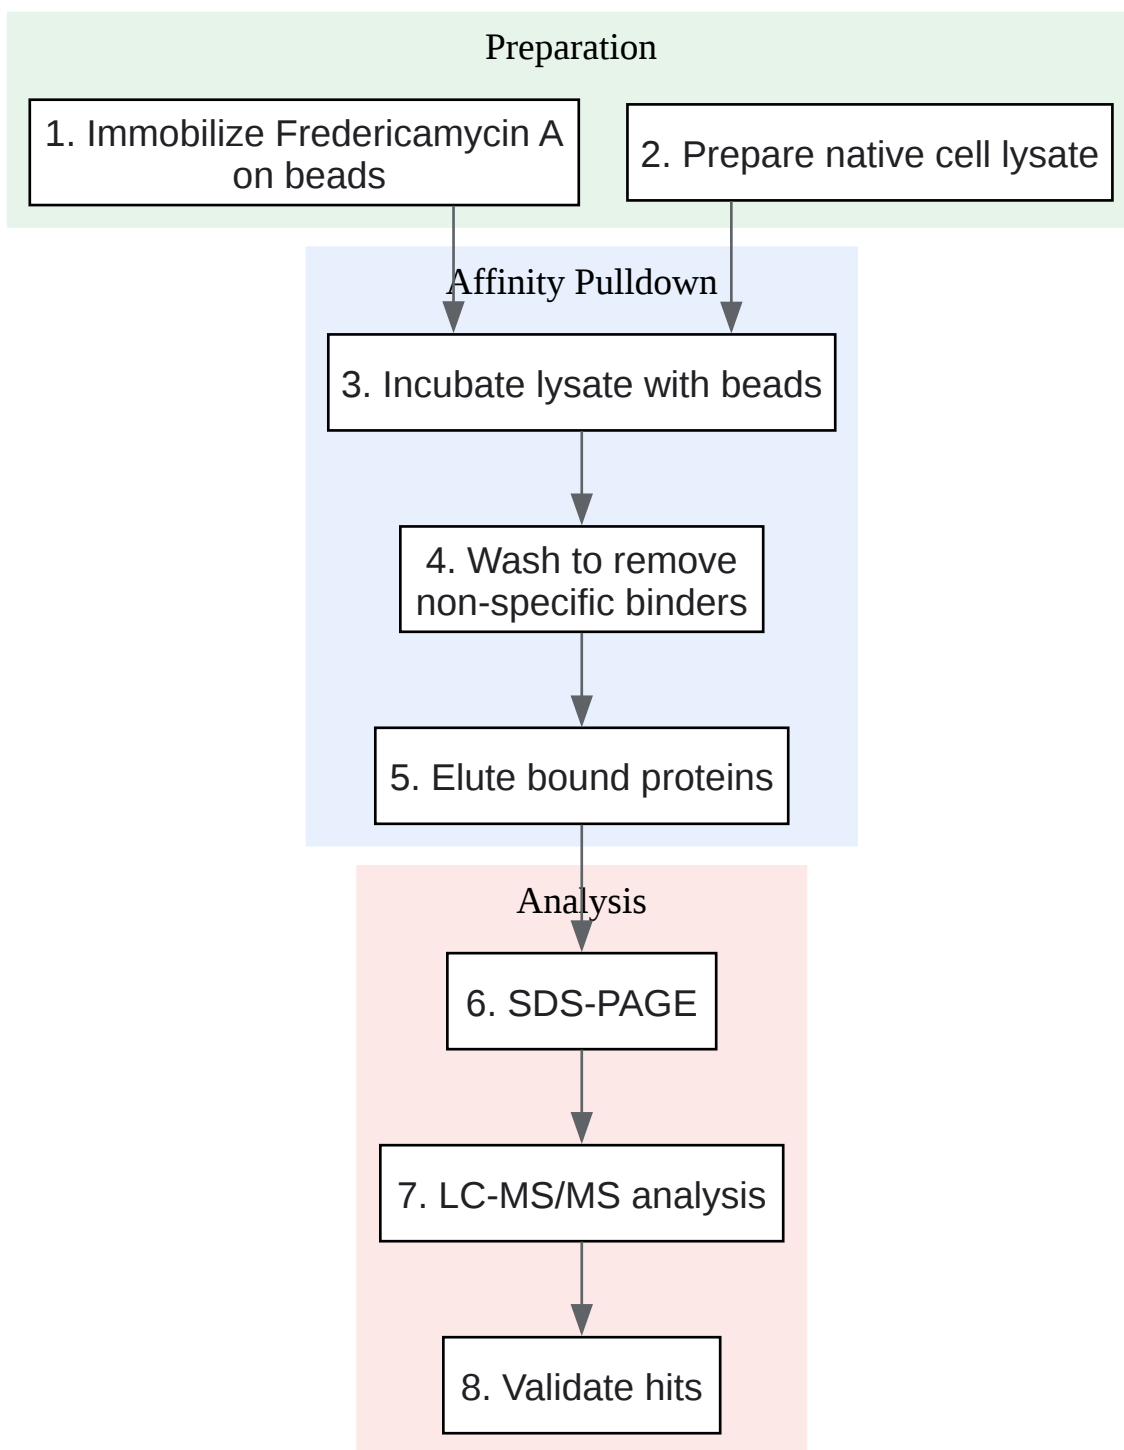 Preparation
1. Immobilize Fredericamycin A
on beads
2. Prepare native cell lysate
Affinity Pulldown
3. Incubate lysate with beads
4. Wash to remove
non-specific binders
5. Elute bound proteins
Analysis
6. SDS-PAGE
7. LC-MS/MS analysis
8. Validate hits